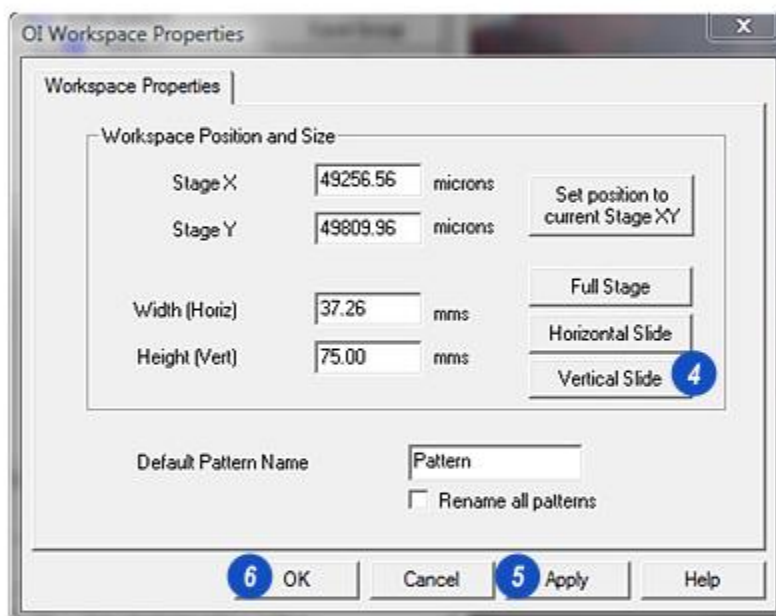 OI Workspace Properties
X
Workspace Properties
Workspace Position and Size
Stage X 49256.56 microns
Set position to
current Stage XY
Stage Y 49809.96 microns
Full Stage
Width (Horiz) 37.26 mms
Horizontal Slide
Height (Vert) 75.00 mms
Vertical Slide 4
Default Pattern Name Pattern
Rename all patterns
6 OK Cancel 5 Apply Help